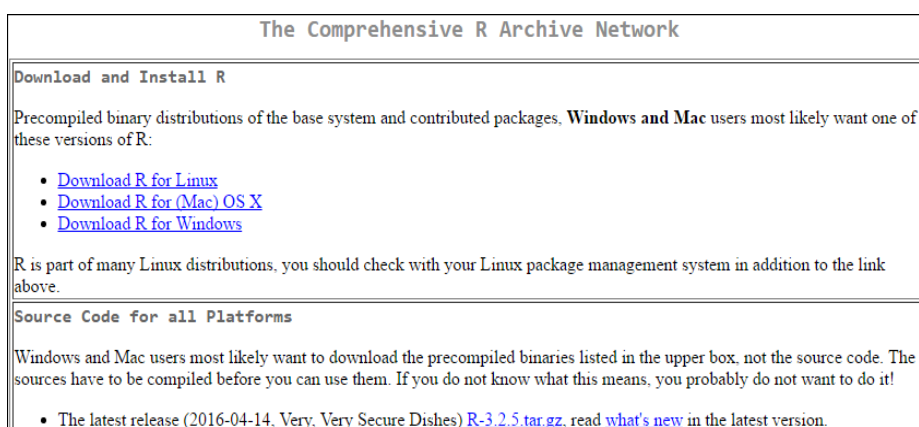 The Comprehensive R Archive Network
Download and Install R
Precompiled binary distributions of the base system and contributed packages, Windows and Mac users most likely want one of
these versions of R:
• Download R for Linux
• Download R for (Mac) OS X
• Download R for Windows
R is part of many Linux distributions, you should check with your Linux package management system in addition to the link
above.
Source Code for all Platforms
Windows and Mac users most likely want to download the precompiled binaries listed in the upper box, not the source code. The
sources have to be compiled before you can use them. If you do not know what this means, you probably do not want to do it!
• The latest release (2016-04-14, Very, Very Secure Dishes) R-3.2.5.tar.gz, read what's new in the latest version.